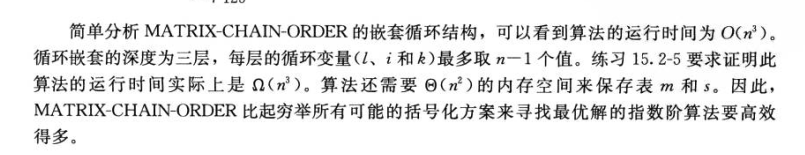 简单分析 MATRIX-CHAIN-ORDER 的嵌套循环结构，可以看到算法的运行时间为 O(n³)。
循环嵌套的深度为三层，每层的循环变量(l、i 和 k)最多取 n－1 个值。练习 15.2-5 要求证明此
算法的运行时间实际上是 Ω(n³)。算法还需要 Θ(n²)的内存空间来保存表 m 和 s。因此，
MATRIX-CHAIN-ORDER 比起穷举所有可能的括号化方案来寻找最优解的指数阶算法要高效
得多。